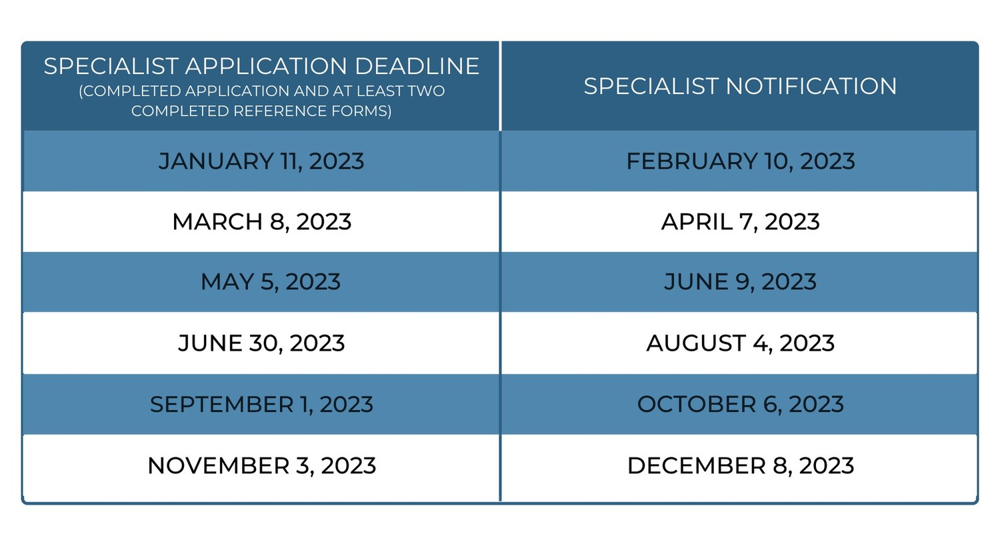 SPECIALIST APPLICATION DEADLINE
(COMPLETED APPLICATION AND AT LEAST TWO
COMPLETED REFERENCE FORMS)
SPECIALIST NOTIFICATION
JANUARY 11, 2023
FEBRUARY 10, 2023
MARCH 8, 2023
APRIL 7, 2023
MAY 5, 2023
JUNE 9, 2023
JUNE 30, 2023
AUGUST 4, 2023
SEPTEMBER 1, 2023
OCTOBER 6, 2023
NOVEMBER 3, 2023
DECEMBER 8, 2023